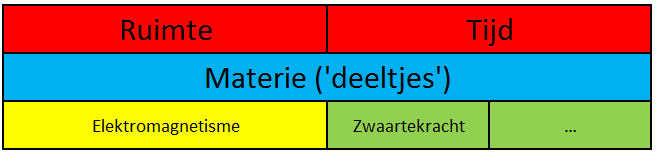 Ruimte Tijd
Materie ('deeltjes')
Elektromagnetisme Zwaartekracht ...